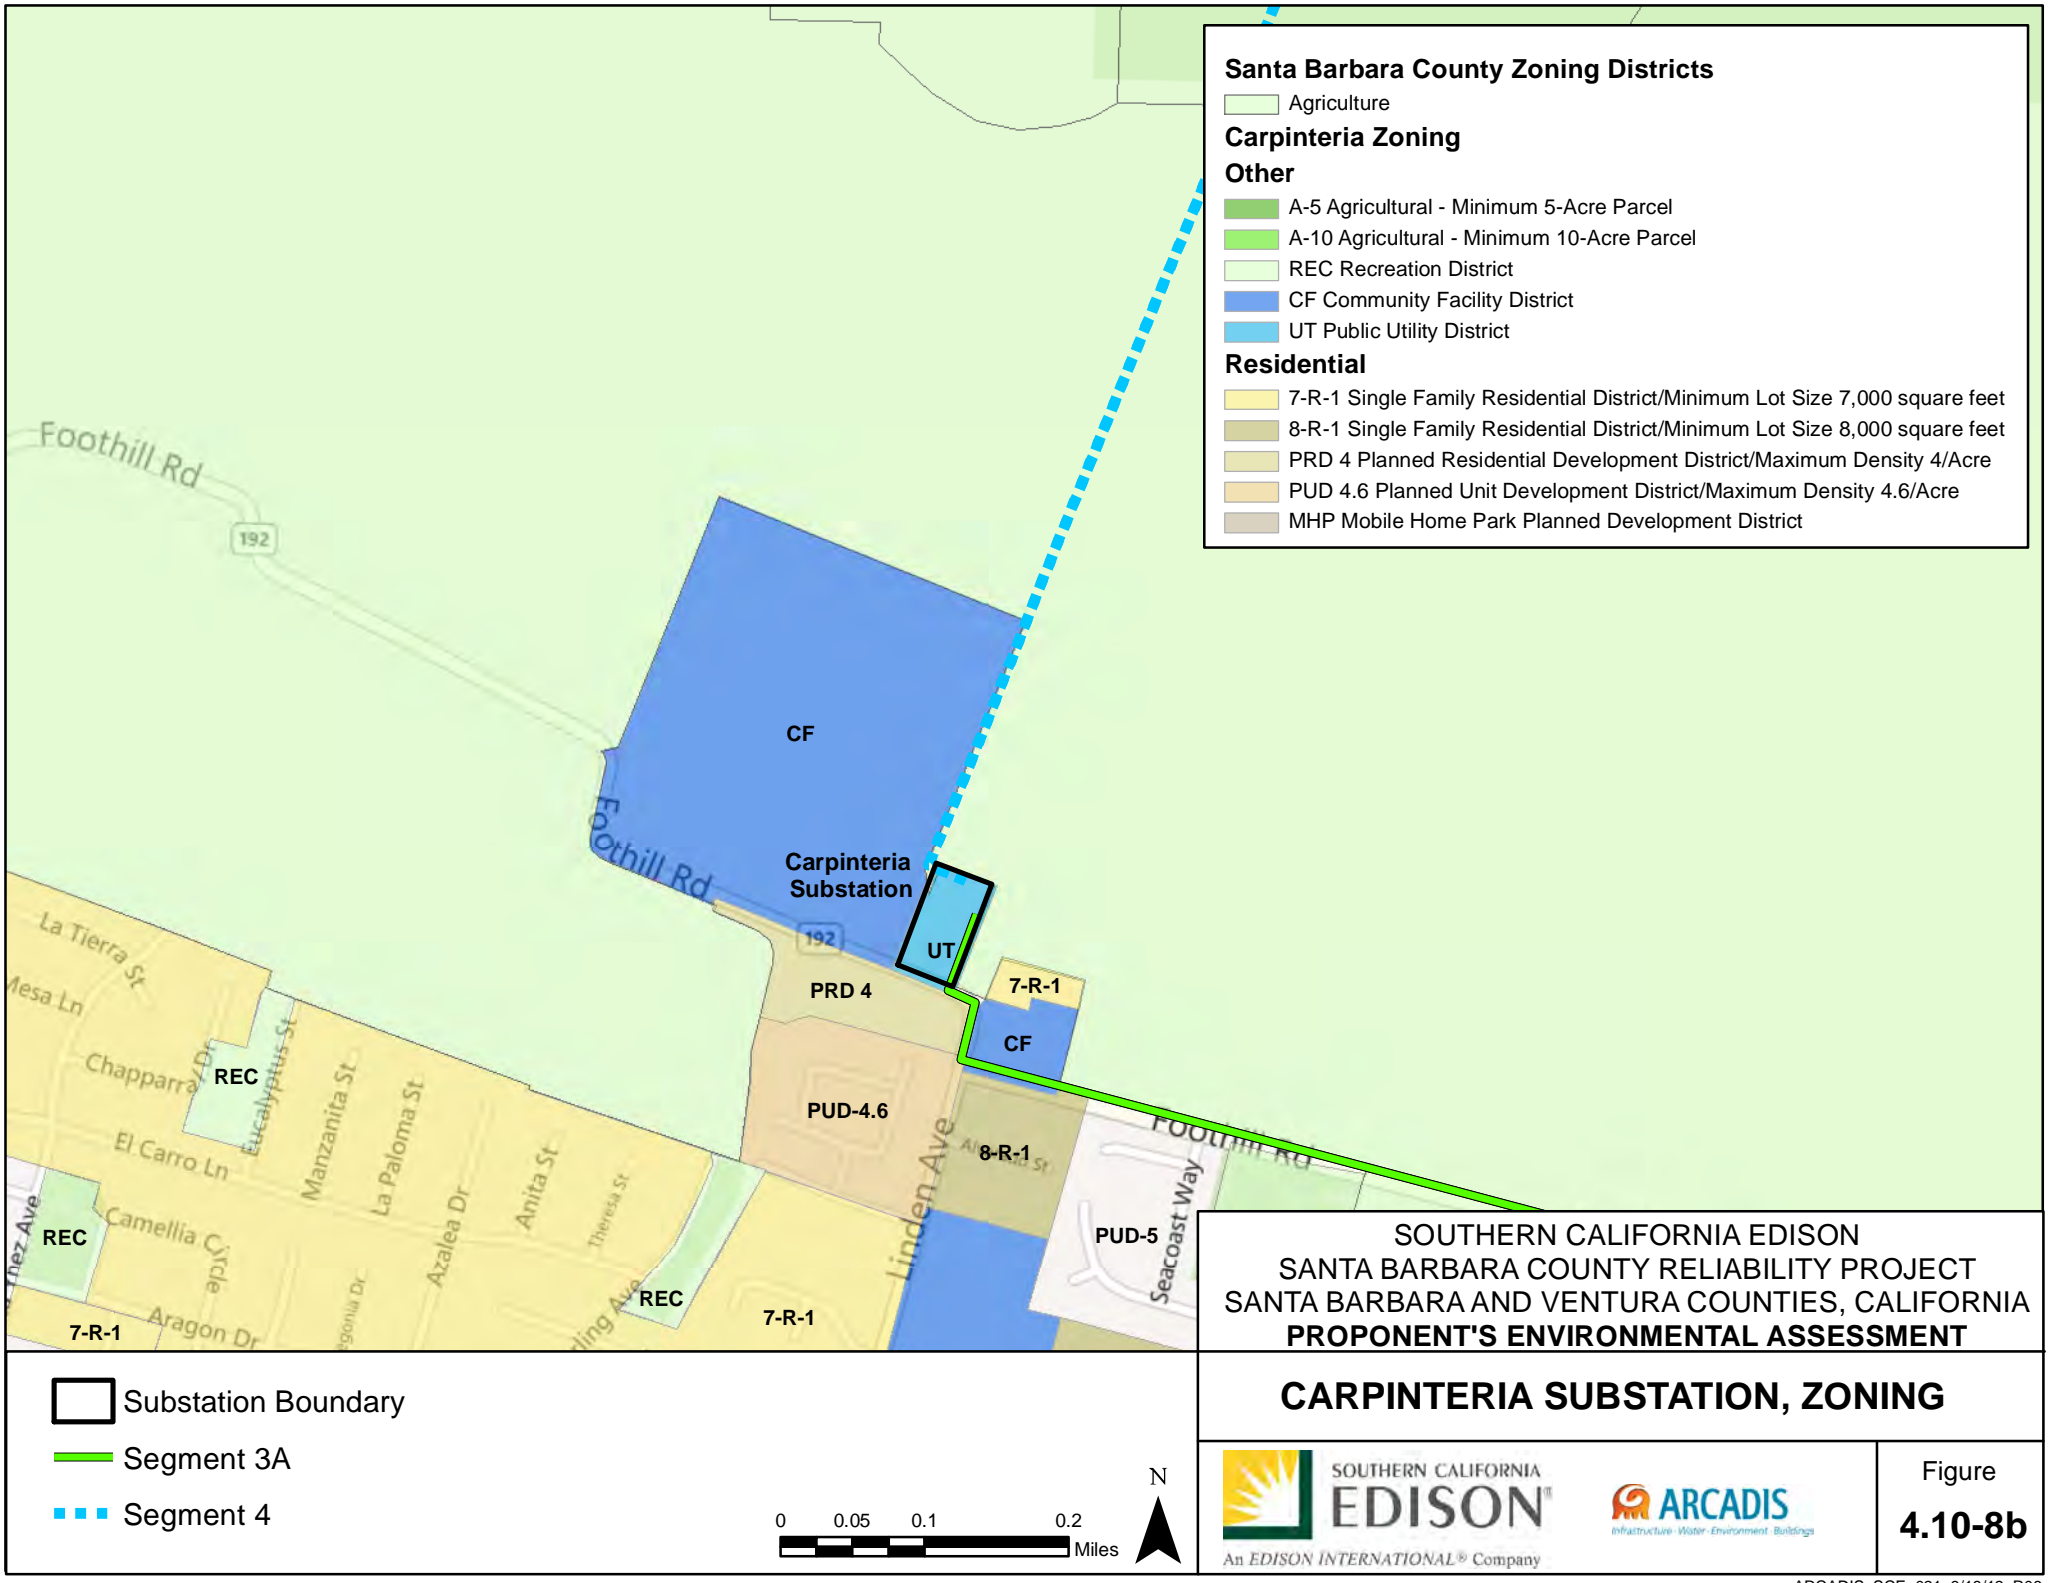 Santa Barbara County Zoning Districts
Agriculture
Carpinteria Zoning
Other
A-5 Agricultural - Minimum 5-Acre Parcel
A-10 Agricultural - Minimum 10-Acre Parcel
REC Recreation District
CF Community Facility District
UT Public Utility District
Residential
7-R-1 Single Family Residential District/Minimum Lot Size 7,000 square feet
8-R-1 Single Family Residential District/Minimum Lot Size 8,000 square feet
PRD 4 Planned Residential Development District/Maximum Density 4/Acre
PUD 4.6 Planned Unit Development District/Maximum Density 4.6/Acre
MHP Mobile Home Park Planned Development District
Foothill Rd
192
CF
Foothill Rd
Carpinteria
Substation
192
UT
PRD 4
7-R-1
CF
La Tierra St
Mesa Ln
Chapparral Dr
REC
Eucalyptus St
Manzanita St
La Paloma St
El Carro Ln
Azalea Dr
Anita St
Theresa St
PUD-4.6
Linden Ave
8-R-1
Foothill Rd
PUD-5
Seacoast Way
REC
Camellia Cycle
Aragon Dr
7-R-1
REC
7-R-1
SOUTHERN CALIFORNIA EDISON
SANTA BARBARA COUNTY RELIABILITY PROJECT
SANTA BARBARA AND VENTURA COUNTIES, CALIFORNIA
PROPONENT'S ENVIRONMENTAL ASSESSMENT
CARPINTERIA SUBSTATION, ZONING
Substation Boundary
Segment 3A
Segment 4
0 0.05 0.1 0.2
Miles
N
SOUTHERN CALIFORNIA
EDISON®
An EDISON INTERNATIONAL® Company
ARCADIS
Infrastructure · Water · Environment · Buildings
Figure
4.10-8b